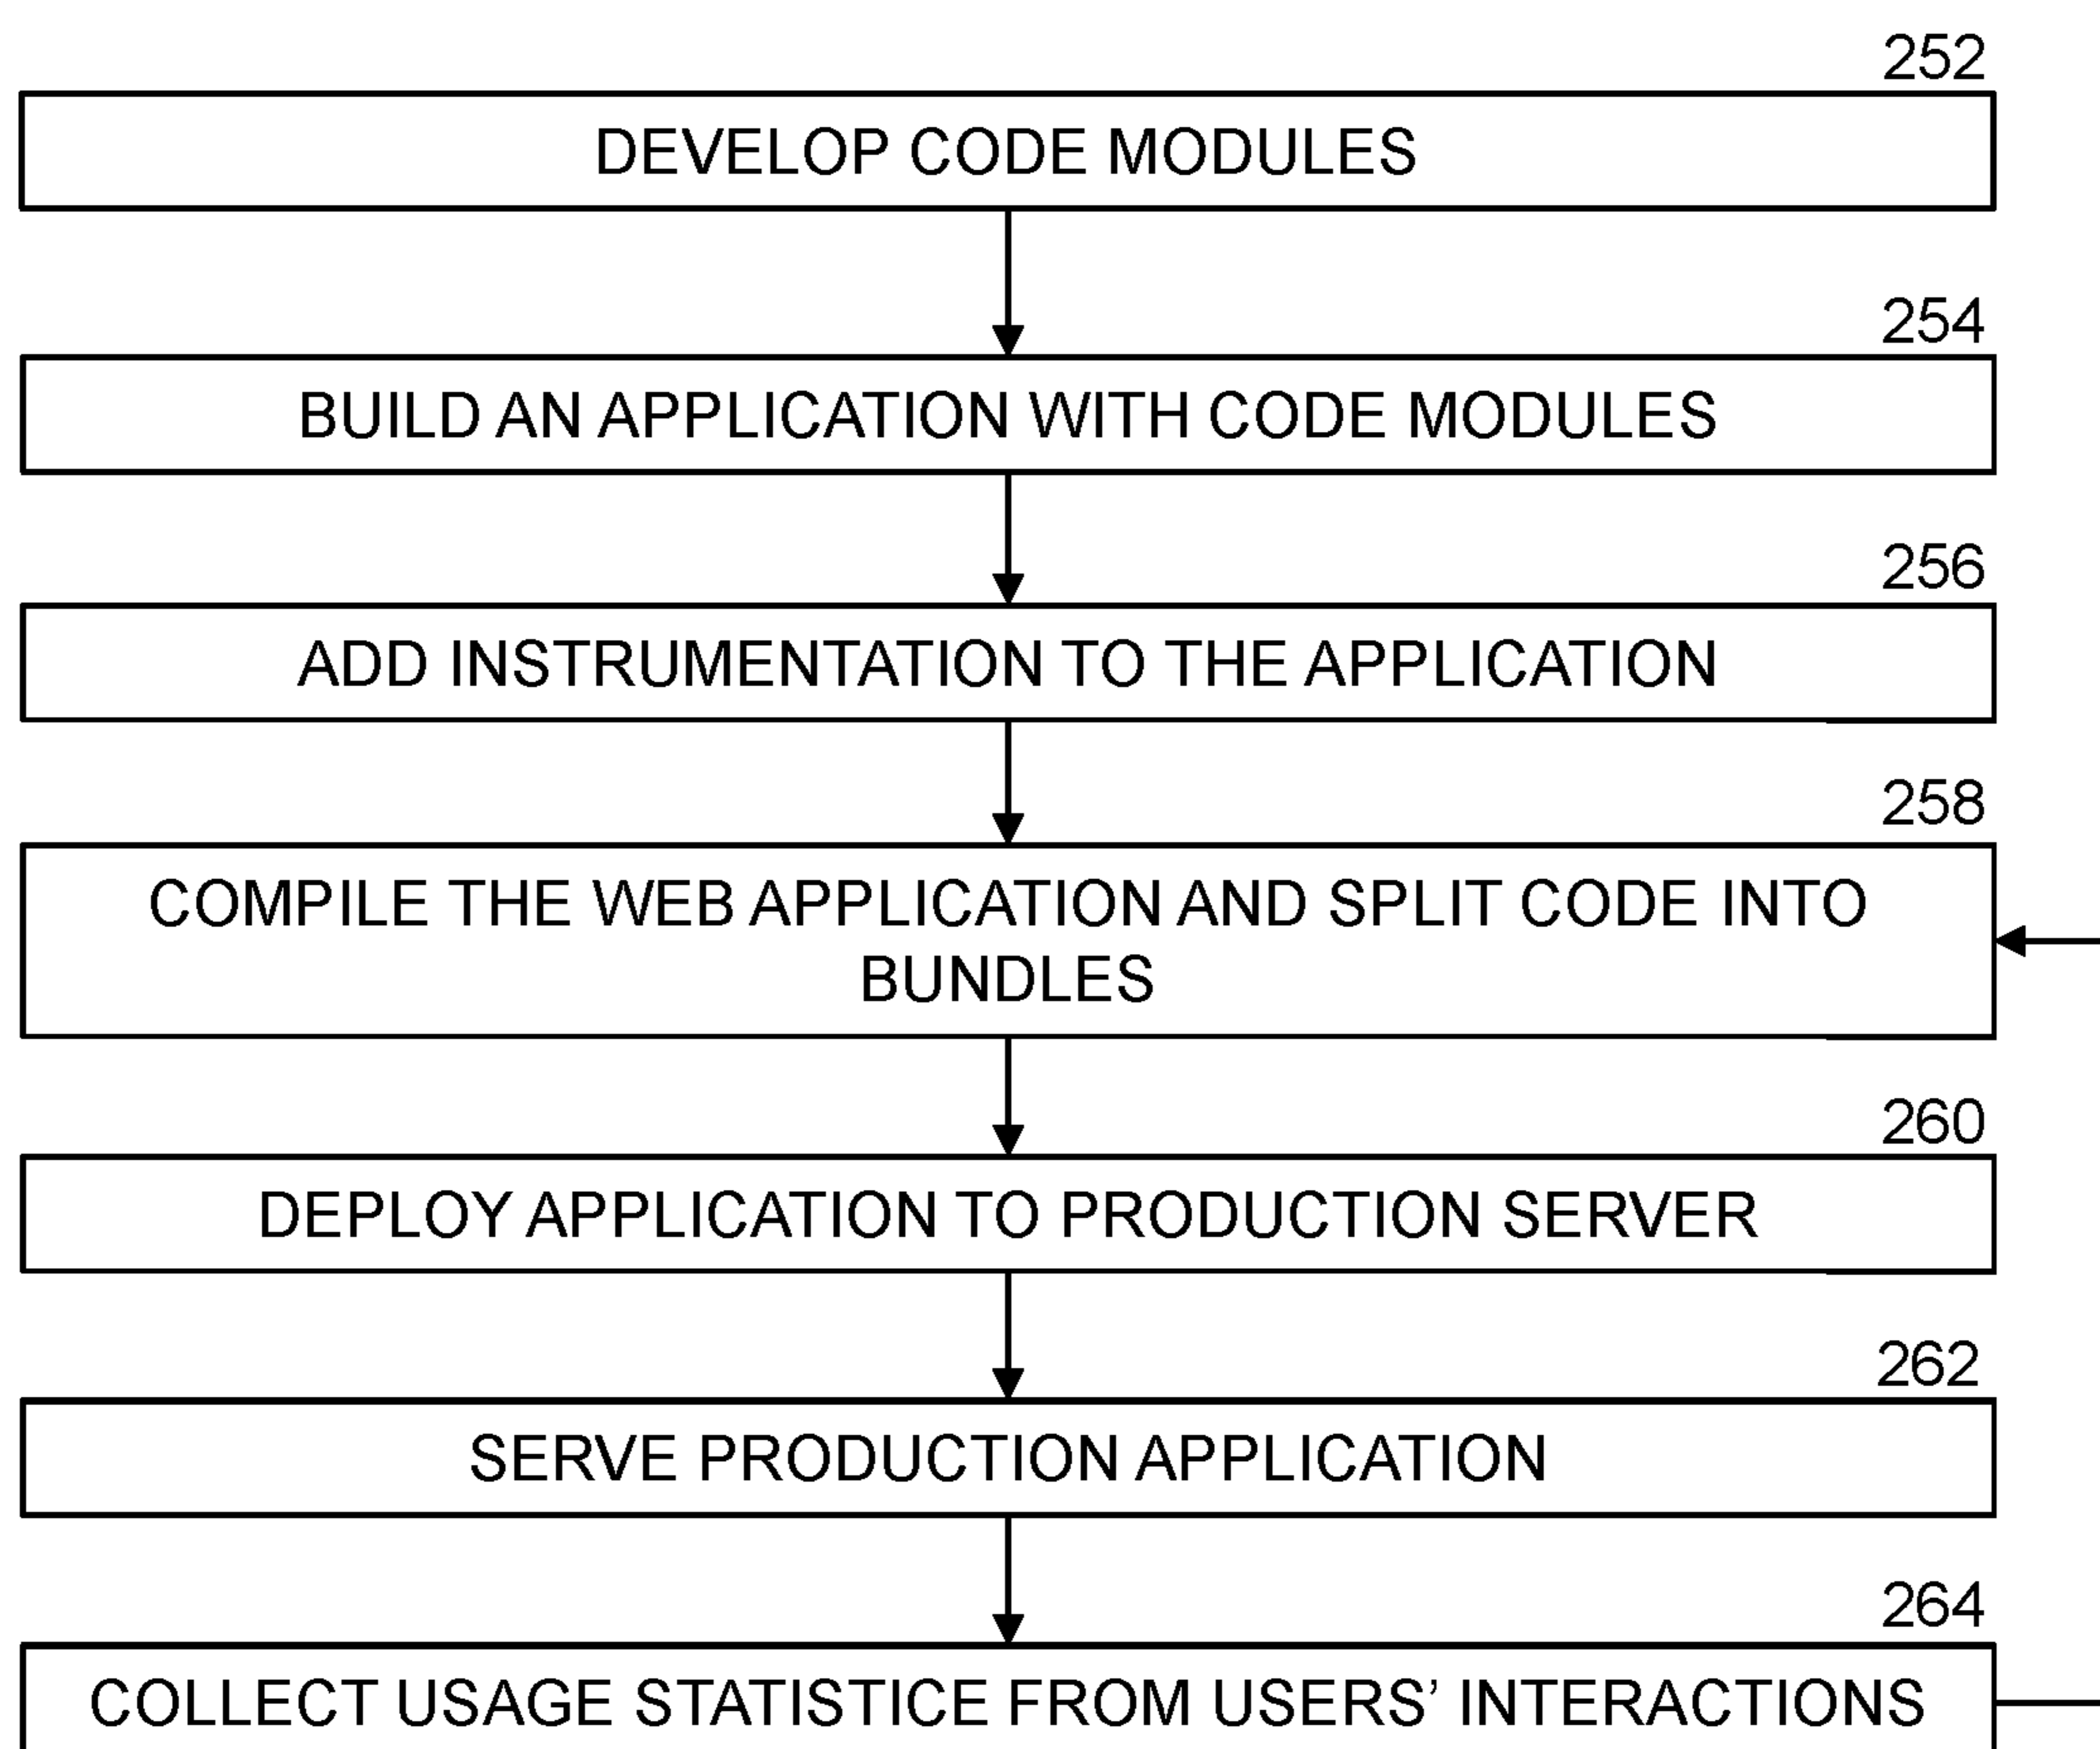 252
DEVELOP CODE MODULES
254
BUILD AN APPLICATION WITH CODE MODULES
256
ADD INSTRUMENTATION TO THE APPLICATION
258
COMPILE THE WEB APPLICATION AND SPLIT CODE INTO
BUNDLES
260
DEPLOY APPLICATION TO PRODUCTION SERVER
262
SERVE PRODUCTION APPLICATION
264
COLLECT USAGE STATISTICE FROM USERS’ INTERACTIONS